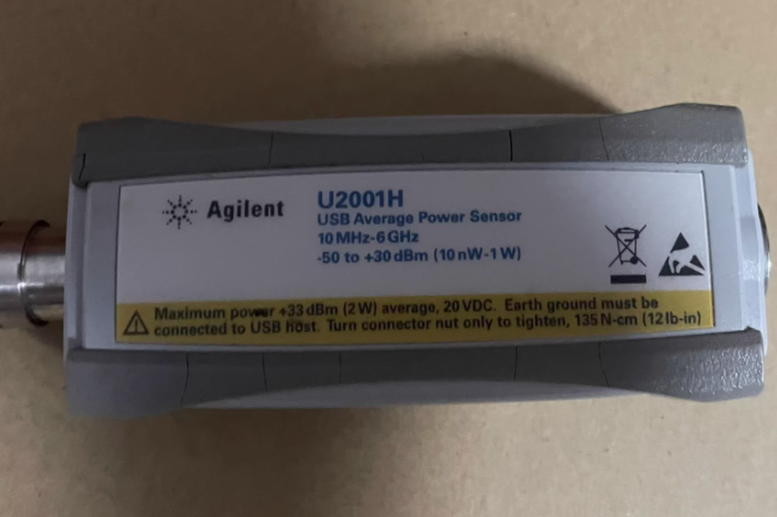 Agilent
U2001H
USB Average Power Sensor
10 MHz-6 GHz
-50 to +30 dBm (10 nW-1 W)
Maximum power +33 dBm (2 W) average, 20 VDC. Earth ground must be
connected to USB host. Turn connector nut only to tighten, 135 N-cm (12 lb-in)